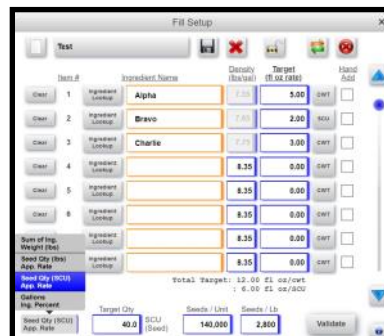 Fill Setup
Test
Item #
Ingredient Name
Density (lbs/gal)
Target (fl oz rate)
Hand Add
Clear 1 Ingredient Lookup Alpha 5.00 CWT
Clear 2 Ingredient Lookup Bravo 2.00 SCU
Clear 3 Ingredient Lookup Charlie 3.00 CWT
Clear 4 Ingredient Lookup 8.35 0.00 CWT
Clear 5 Ingredient Lookup 8.35 0.00 CWT
Clear 6 Ingredient Lookup 8.35 0.00 CWT
Ingredient Lookup 8.35 0.00 CWT
Ingredient Lookup 8.35 0.00 CWT
Sum of Ing. Weight (lbs)
Seed Qty (lbs) App. Rate
Seed Qty (SCU) App. Rate
Gallons Ing. Percent
Total Target: 12.00 fl oz/cwt
: 6.00 fl oz/SCU
Target Qty
Seeds / Unit
Seeds / Lb
Seed Qty (SCU) App. Rate
40.0
SCU (Seed)
140,000
2,800
Validate